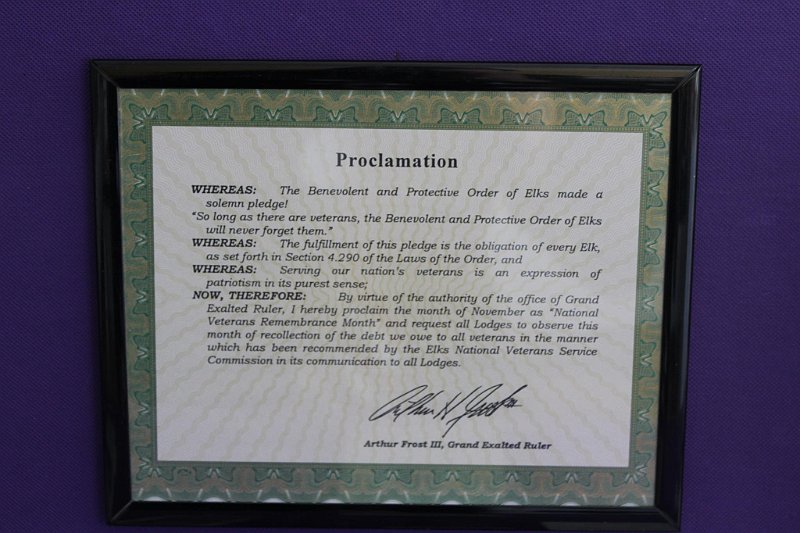 Proclamation
WHEREAS: The Benevolent and Protective Order of Elks made a
solemn pledge!
“So long as there are veterans, the Benevolent and Protective Order of Elks
will never forget them.”
WHEREAS: The fulfillment of this pledge is the obligation of every Elk,
as set forth in Section 4.290 of the Laws of the Order, and
WHEREAS: Serving our nation's veterans is an expression of
patriotism in its purest sense;
NOW, THEREFORE: By virtue of the authority of the office of Grand
Exalted Ruler, I hereby proclaim the month of November as “National
Veterans Remembrance Month” and request all Lodges to observe this
month of recollection of the debt we owe to all veterans in the manner
which has been recommended by the Elks National Veterans Service
Commission in its communication to all Lodges.
Arthur H Frost III
Arthur Frost III, Grand Exalted Ruler